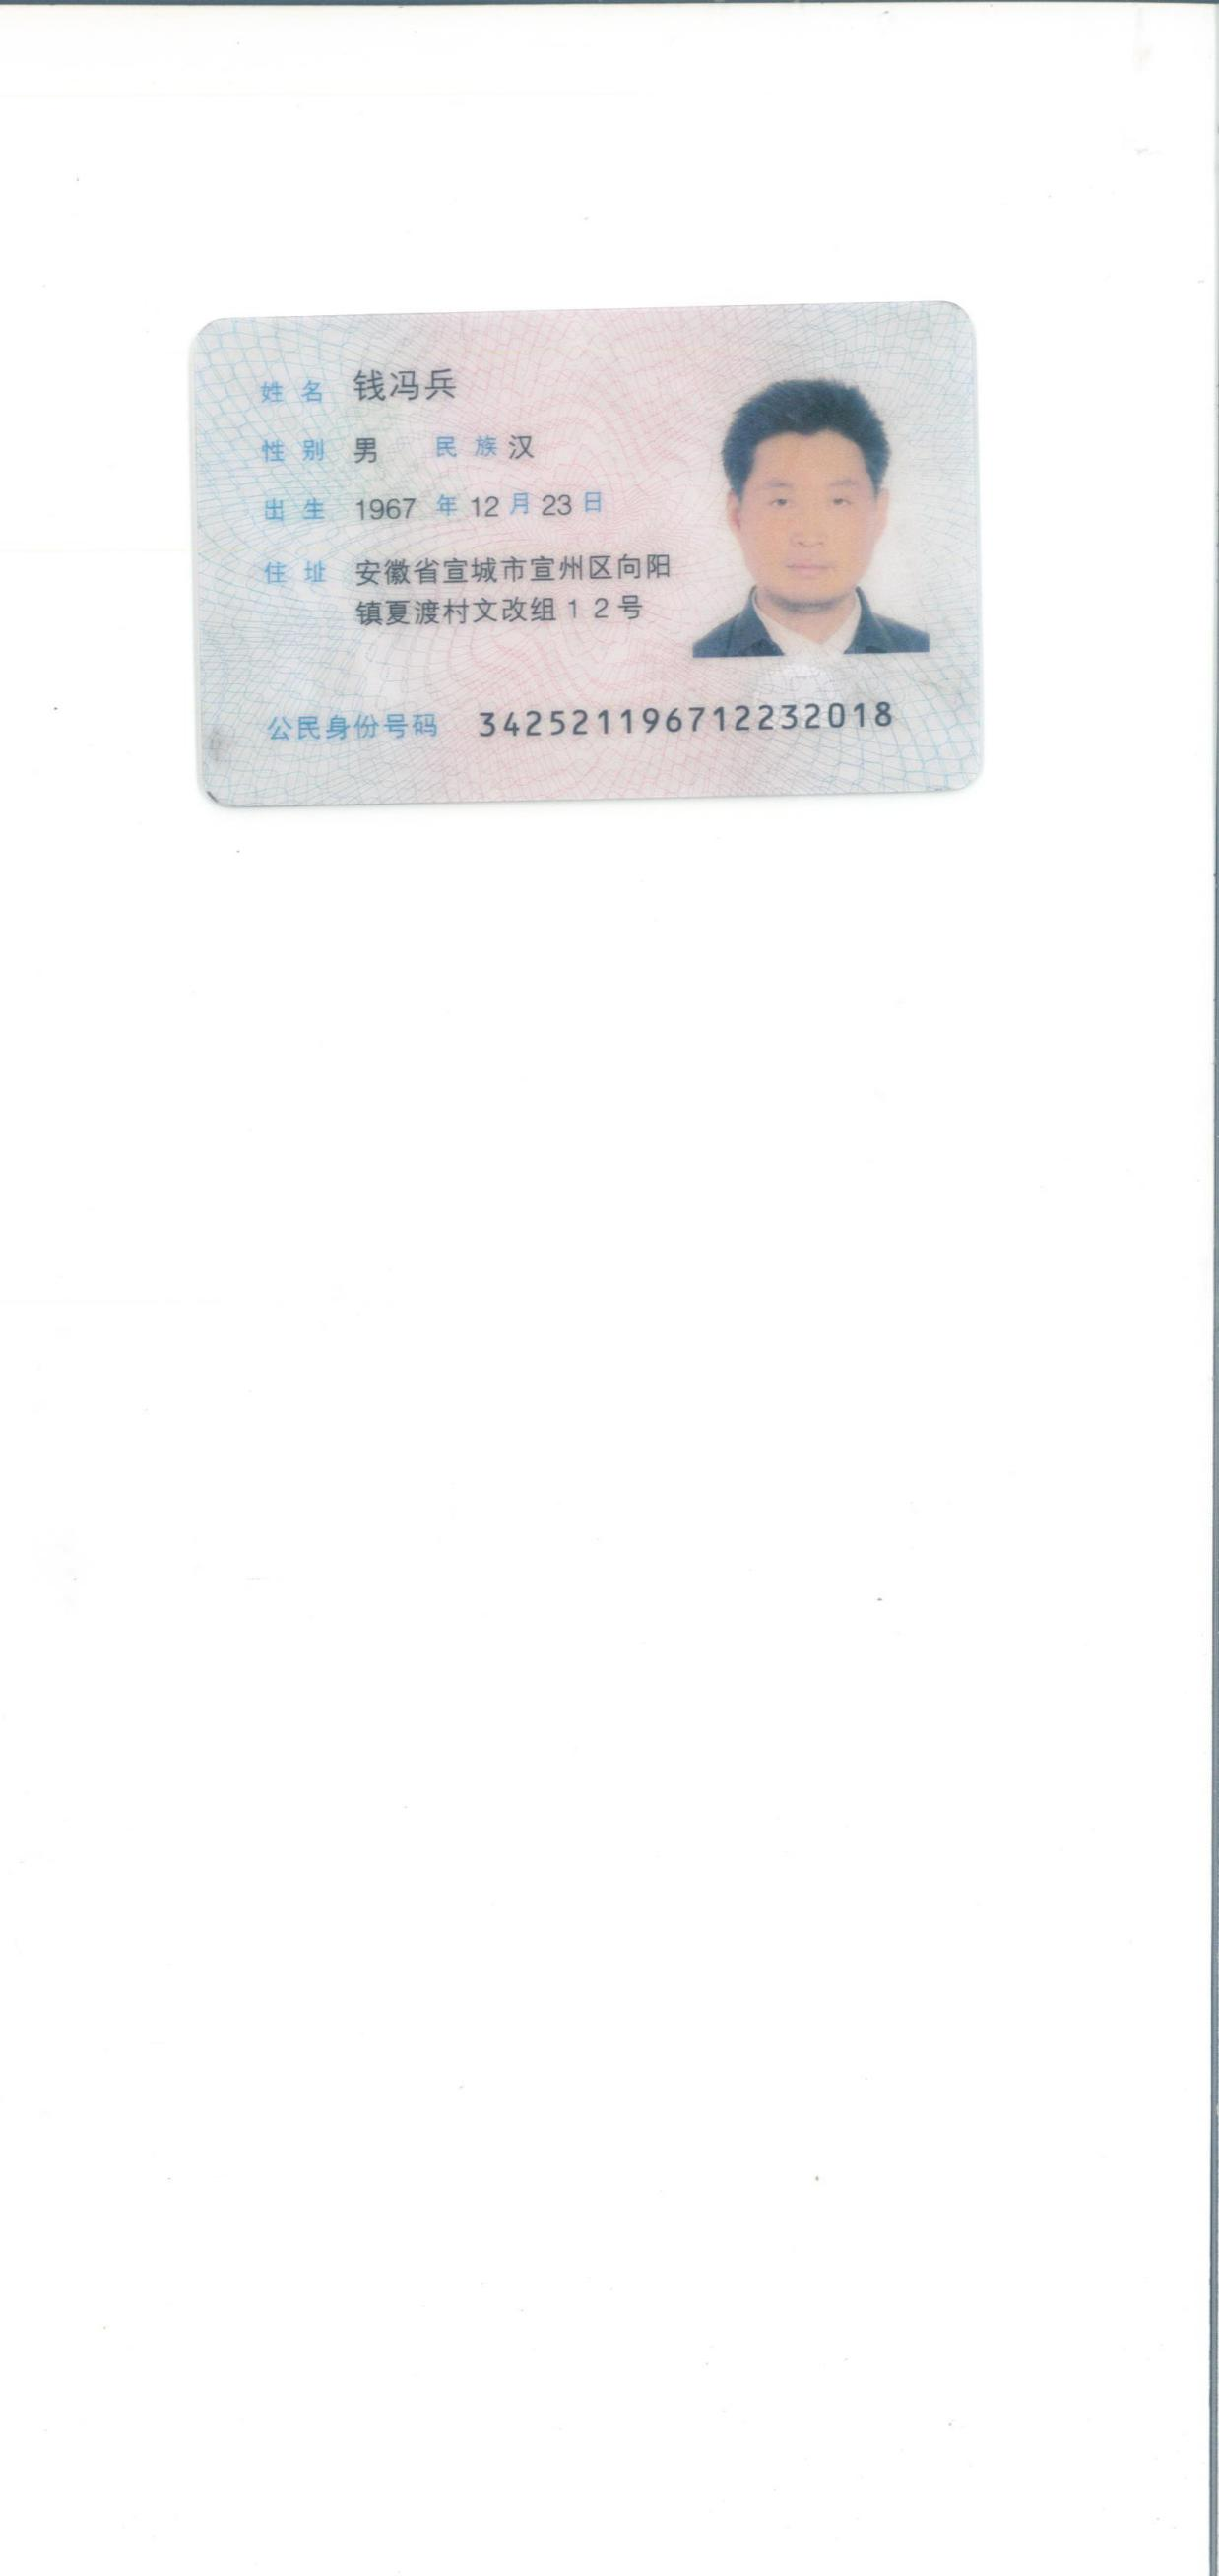 姓名 钱冯兵
性别 男 民族 汉
出生 1967 年 12 月 23 日
住址 安徽省宣城市宣州区向阳
镇夏渡村文改组12号
公民身份号码 342521196712232018